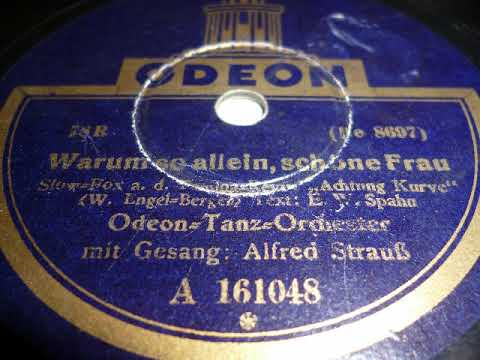 ODEON
78R (Be 8697)
Warum so allein, schöne Frau
Slow=Fox a. d. „Achtung Kurve"
(W. Engel=Berger) Text: E. W. Spahn
Odeon=Tanz=Orchester
mit Gesang: Alfred Strauß
A 161048